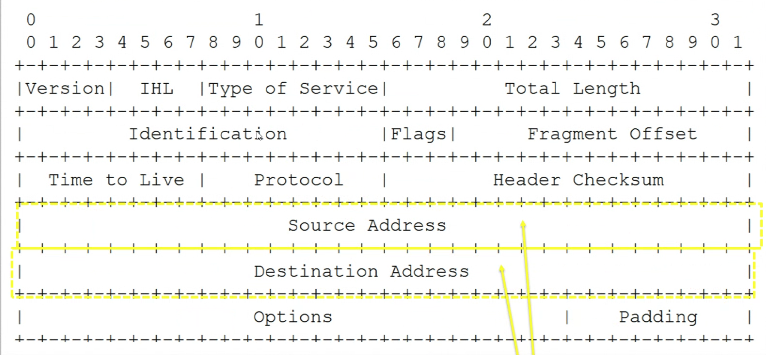 0                   1                   2                   3
0 1 2 3 4 5 6 7 8 9 0 1 2 3 4 5 6 7 8 9 0 1 2 3 4 5 6 7 8 9 0 1
+-+-+-+-+-+-+-+-+-+-+-+-+-+-+-+-+-+-+-+-+-+-+-+-+-+-+-+-+-+-+-+-+
|Version|  IHL  |Type of Service|          Total Length         |
+-+-+-+-+-+-+-+-+-+-+-+-+-+-+-+-+-+-+-+-+-+-+-+-+-+-+-+-+-+-+-+-+
|         Identification        |Flags|      Fragment Offset    |
+-+-+-+-+-+-+-+-+-+-+-+-+-+-+-+-+-+-+-+-+-+-+-+-+-+-+-+-+-+-+-+-+
|  Time to Live |    Protocol   |         Header Checksum       |
+-+-+-+-+-+-+-+-+-+-+-+-+-+-+-+-+-+-+-+-+-+-+-+-+-+-+-+-+-+-+-+-+
|                       Source Address                          |
+-+-+-+-+-+-+-+-+-+-+-+-+-+-+-+-+-+-+-+-+-+-+-+-+-+-+-+-+-+-+-+-+
|                    Destination Address                        |
+-+-+-+-+-+-+-+-+-+-+-+-+-+-+-+-+-+-+-+-+-+-+-+-+-+-+-+-+-+-+-+-+
|                    Options                    |    Padding    |
+-+-+-+-+-+-+-+-+-+-+-+-+-+-+-+-+-+-+-+-+-+-+-+-+-+-+-+-+-+-+-+-+